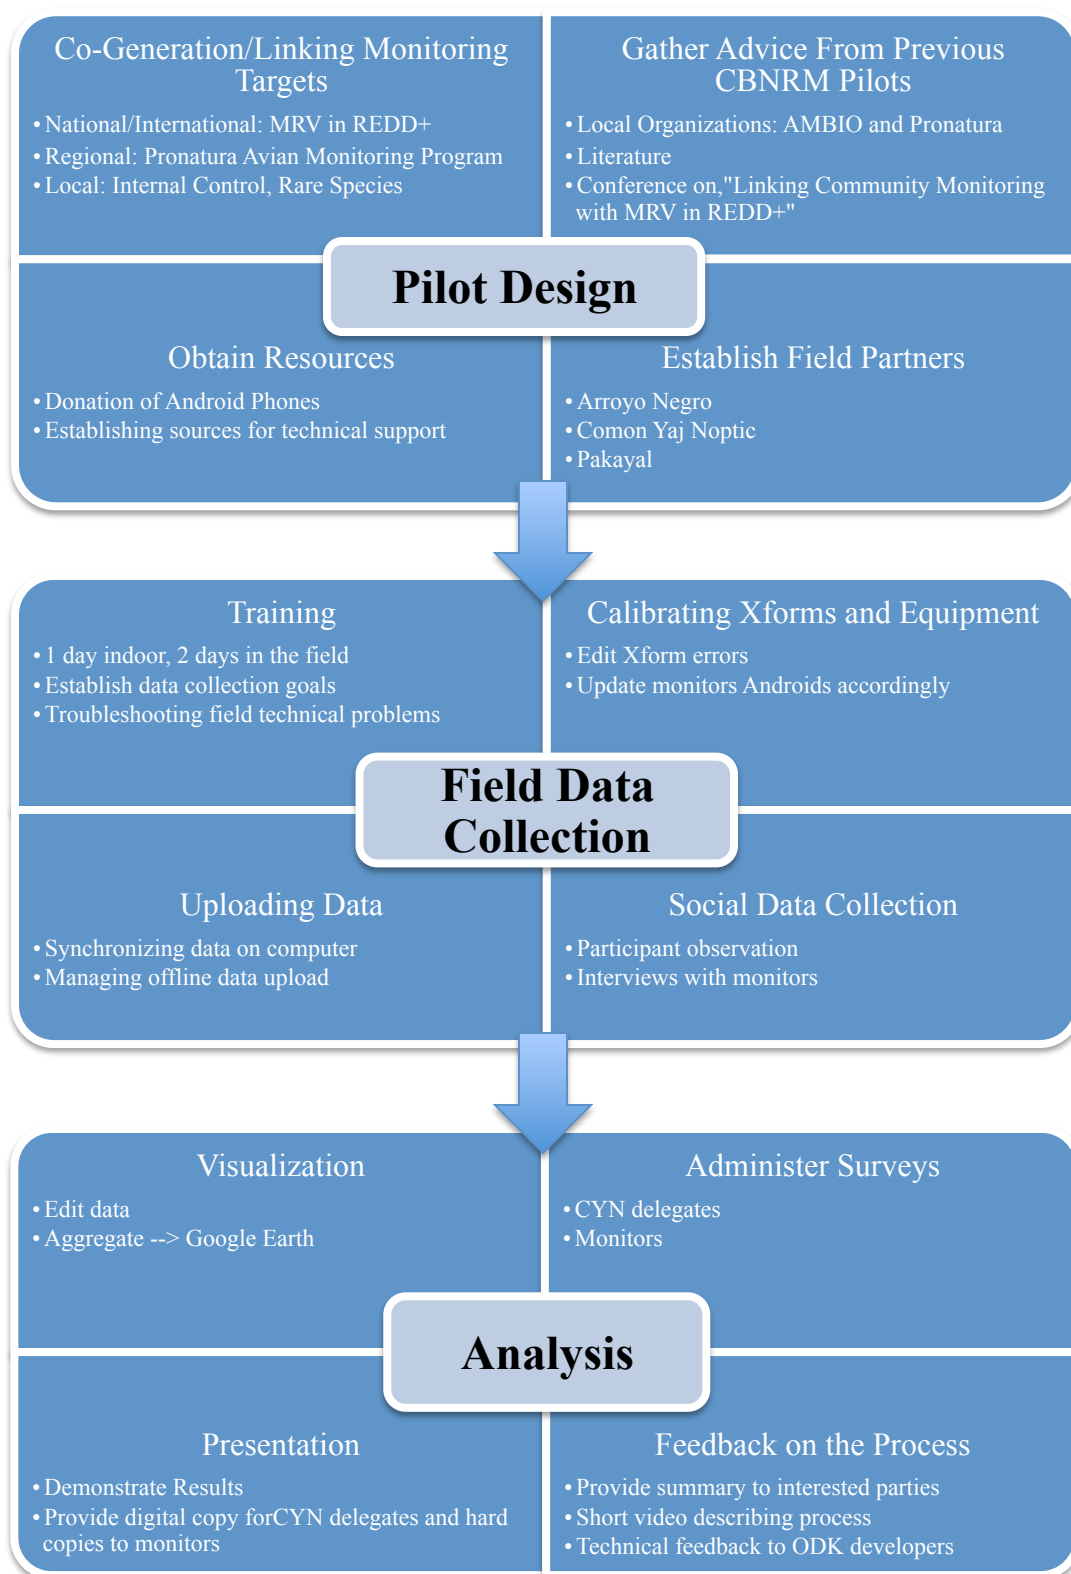 Co-Generation/Linking Monitoring
Targets
• National/International: MRV in REDD+
• Regional: Pronatura Avian Monitoring Program
• Local: Internal Control, Rare Species
Gather Advice From Previous
CBNRM Pilots
• Local Organizations: AMBIO and Pronatura
• Literature
• Conference on,"Linking Community Monitoring
with MRV in REDD+"
Pilot Design
Obtain Resources
• Donation of Android Phones
• Establishing sources for technical support
Establish Field Partners
• Arroyo Negro
• Comon Yaj Noptic
• Pakayal
Training
• 1 day indoor, 2 days in the field
• Establish data collection goals
• Troubleshooting field technical problems
Calibrating Xforms and Equipment
• Edit Xform errors
• Update monitors Androids accordingly
Field Data
Collection
Uploading Data
• Synchronizing data on computer
• Managing offline data upload
Social Data Collection
• Participant observation
• Interviews with monitors
Visualization
• Edit data
• Aggregate --> Google Earth
Administer Surveys
• CYN delegates
• Monitors
Analysis
Presentation
• Demonstrate Results
• Provide digital copy forCYN delegates and hard
copies to monitors
Feedback on the Process
• Provide summary to interested parties
• Short video describing process
• Technical feedback to ODK developers